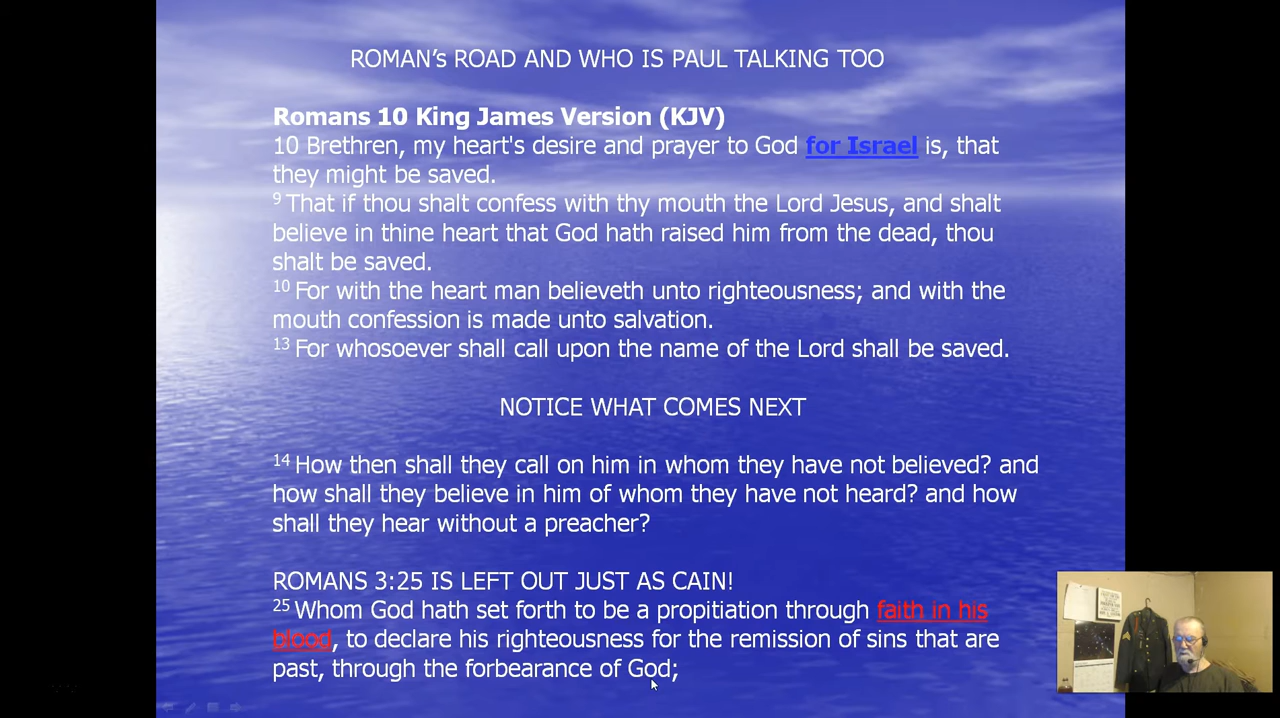 ROMAN's ROAD AND WHO IS PAUL TALKING TOO
Romans 10 King James Version (KJV)
10 Brethren, my heart's desire and prayer to God for Israel is, that
they might be saved.
9 That if thou shalt confess with thy mouth the Lord Jesus, and shalt
believe in thine heart that God hath raised him from the dead, thou
shalt be saved.
10 For with the heart man believeth unto righteousness; and with the
mouth confession is made unto salvation.
13 For whosoever shall call upon the name of the Lord shall be saved.
NOTICE WHAT COMES NEXT
14 How then shall they call on him in whom they have not believed? and
how shall they believe in him of whom they have not heard? and how
shall they hear without a preacher?
ROMANS 3:25 IS LEFT OUT JUST AS CAIN!
25 Whom God hath set forth to be a propitiation through faith in his
blood, to declare his righteousness for the remission of sins that are
past, through the forbearance of God;